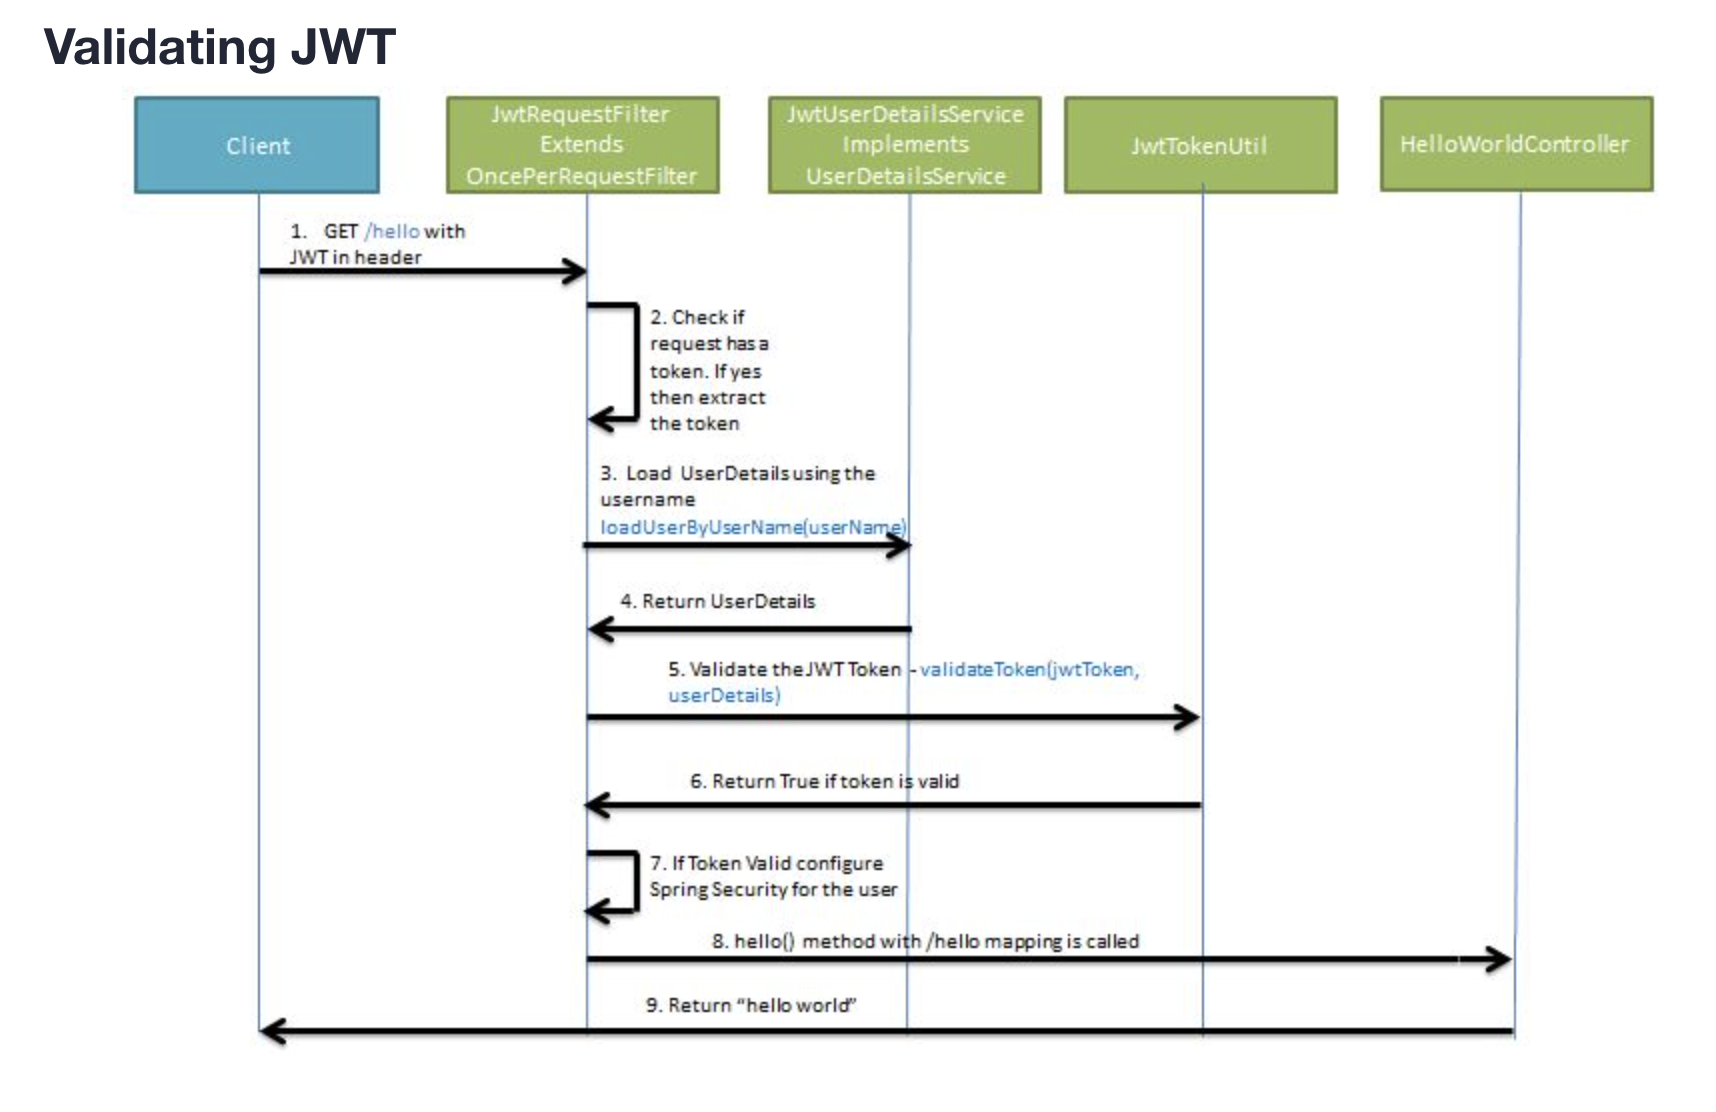 Validating JWT
Client
JwtRequestFilter
Extends
OncePerRequestFilter
JwtUserDetailsService
Implements
UserDetailsService
JwtTokenUtil
HelloWorldController
1. GET /hello with
JWT in header
2. Check if
request has a
token. If yes
then extract
the token
3. Load UserDetails using the
username
loadUserByUserName(userName)
4. Return UserDetails
5. Validate the JWT Token - validateToken(jwtToken,
userDetails)
6. Return True if token is valid
7. If Token Valid configure
Spring Security for the user
8. hello() method with /hello mapping is called
9. Return “hello world”